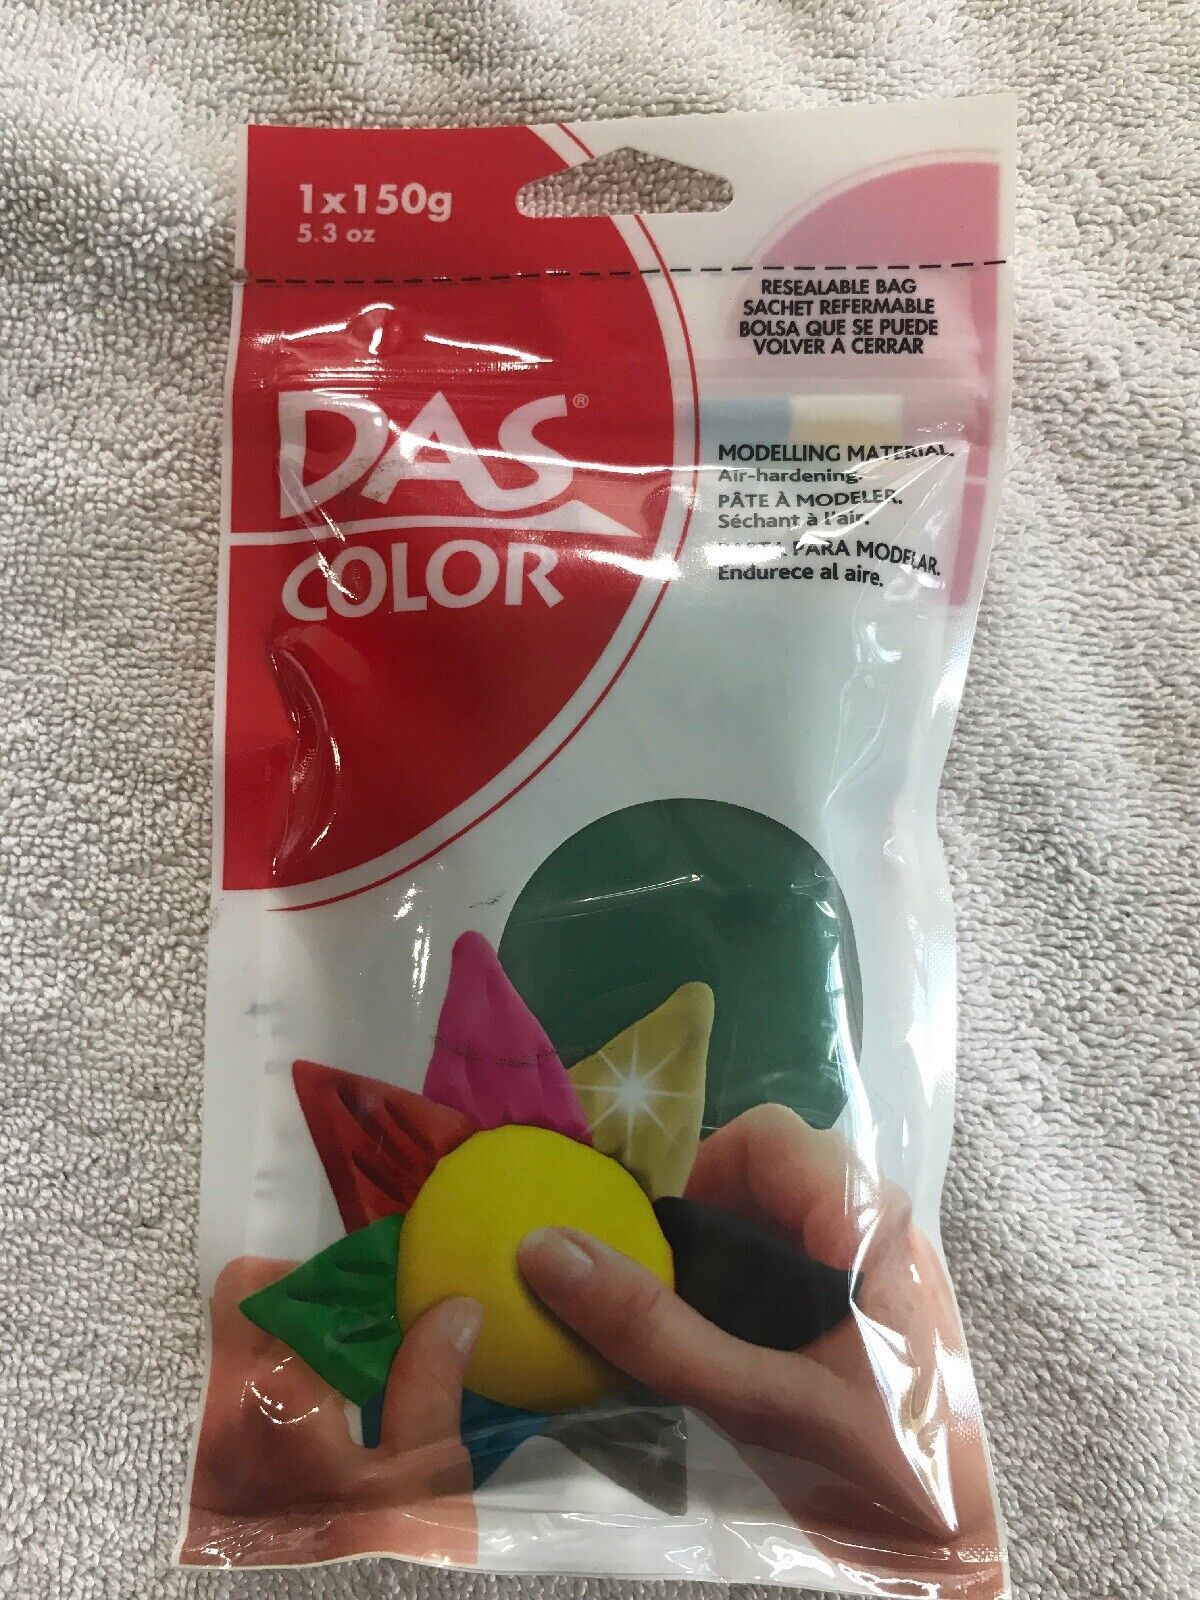 1x150g
5.3 oz
RESEALABLE BAG
SACHET REFERMABLE
BOLSA QUE SE PUEDE
VOLVER A CERRAR
DAS®
COLOR
MODELLING MATERIAL.
Air-hardening.
PÂTE À MODELER.
Séchant à l'air.
PASTA PARA MODELAR.
Endurece al aire.